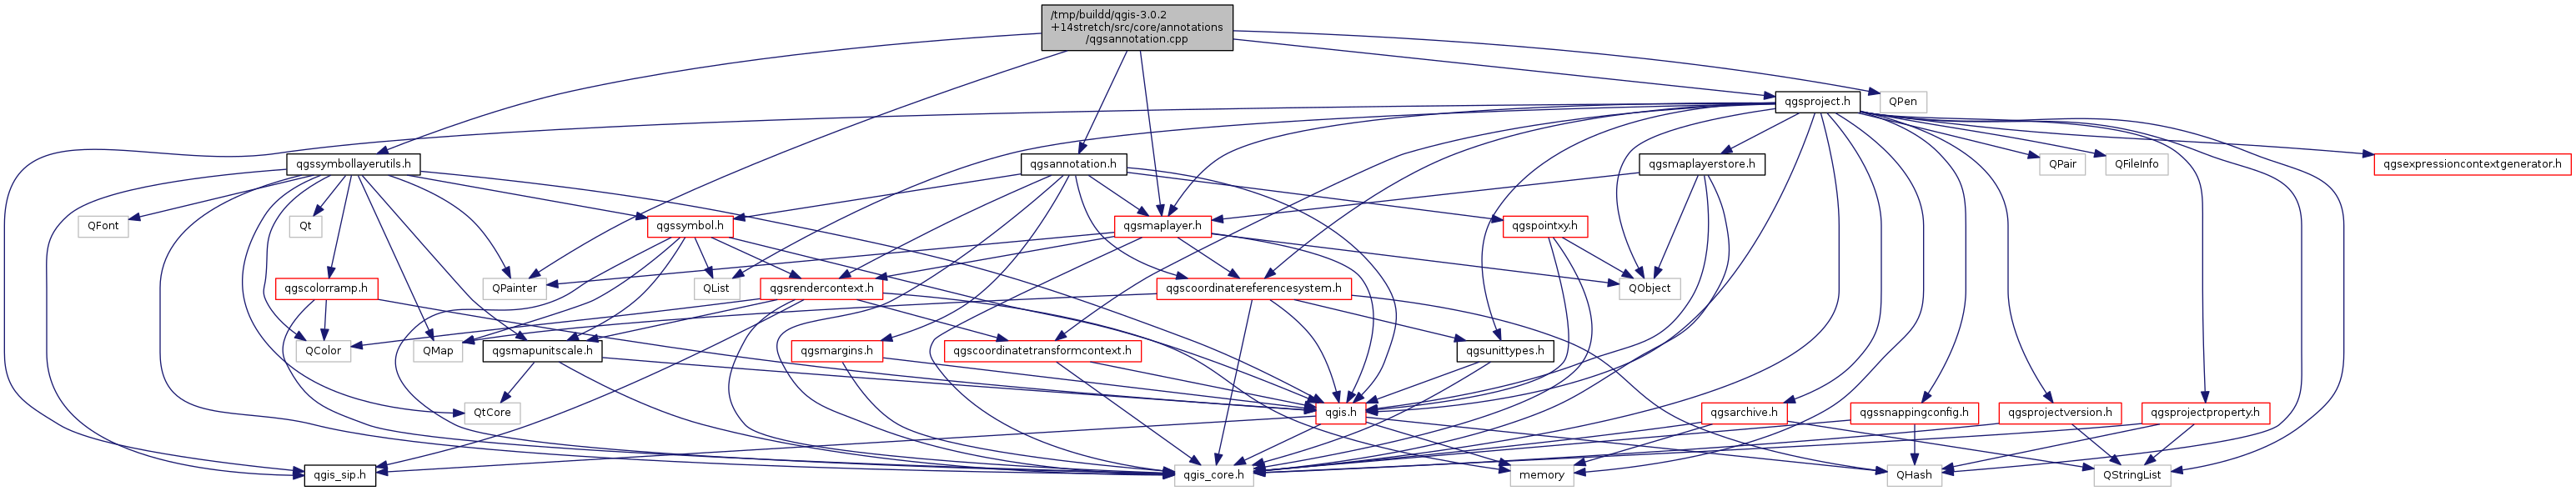 /tmp/buildd/qgis-3.0.2
+14stretch/src/core/annotations
/qgsannotation.cpp
qgsproject.h
QPen
qgssymbollayerutils.h
qgsannotation.h
qgsmaplayerstore.h
QPair
QFileInfo
qgsexpressioncontextgenerator.h
QFont
Qt
qgssymbol.h
qgsmaplayer.h
qgspointxy.h
qgscolorramp.h
QPainter
QList
qgsrendercontext.h
qgscoordinatereferencesystem.h
QObject
QColor
QMap
qgsmapunitscale.h
qgsmargins.h
qgscoordinatetransformcontext.h
qgsunittypes.h
QtCore
qgis.h
qgsarchive.h
qgssnappingconfig.h
qgsprojectversion.h
qgsprojectproperty.h
qgis_sip.h
qgis_core.h
memory
QHash
QStringList